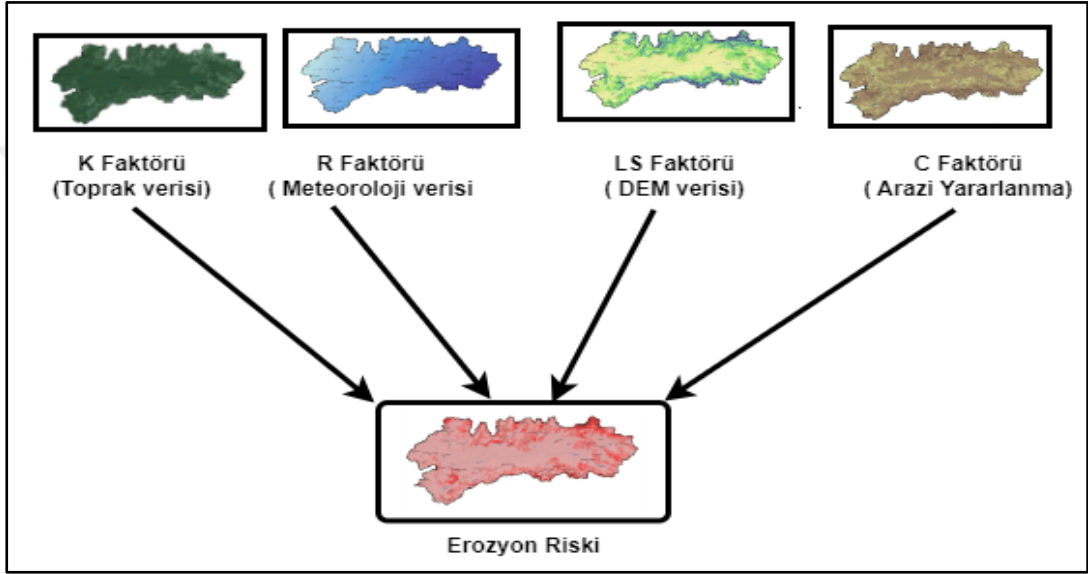 K Faktörü
(Toprak verisi)
R Faktörü
( Meteoroloji verisi
LS Faktörü
( DEM verisi)
C Faktörü
( Arazi Yararlanma)
Erozyon Riski